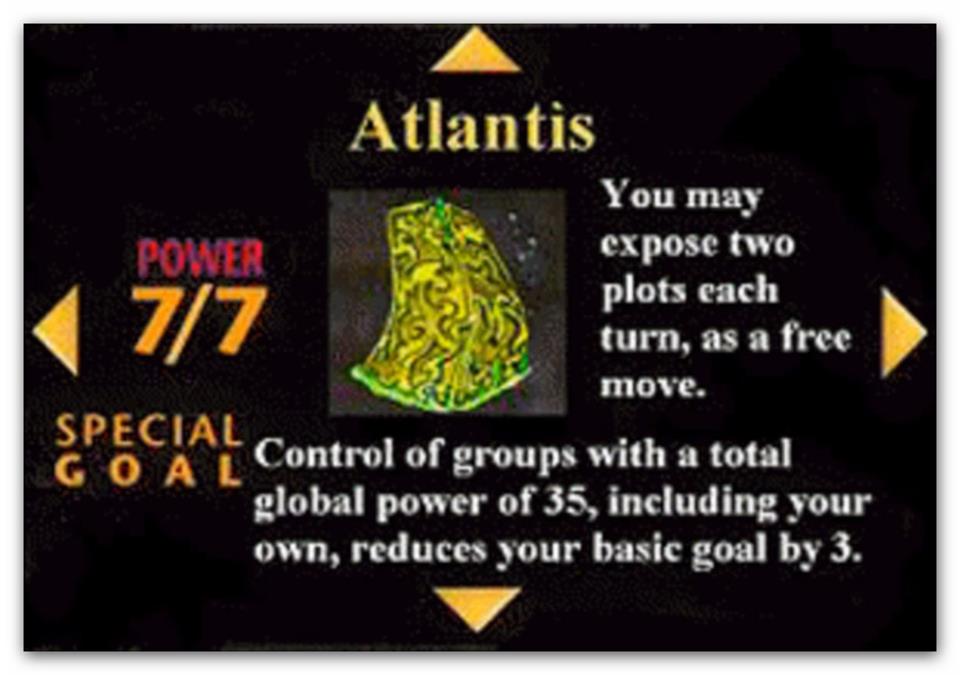 Atlantis
You may
expose two
plots each
turn, as a free
move.
POWER
7/7
SPECIAL
GOAL
Control of groups with a total
global power of 35, including your
own, reduces your basic goal by 3.